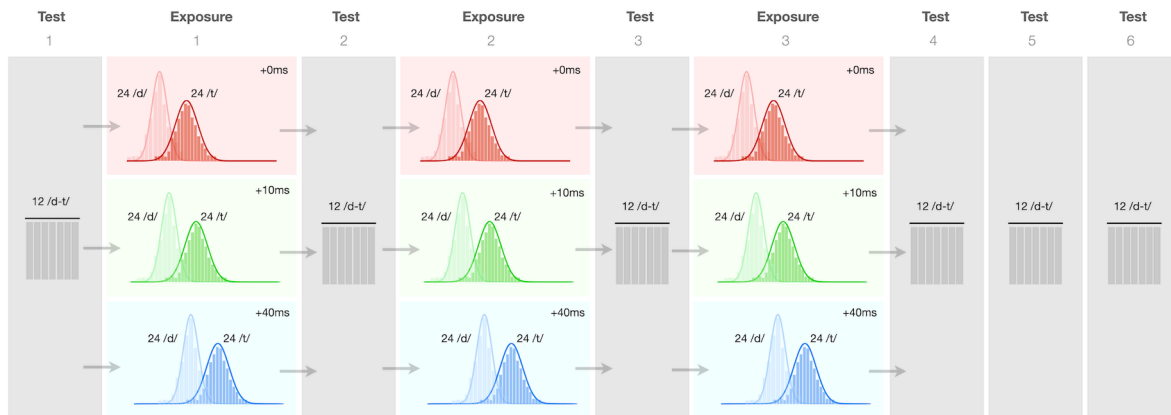 Test Exposure Test Exposure Test Exposure Test Test Test
1 1 2 2 3 3 4 5 6
+0ms +0ms +0ms
24 /d/ 24 /t/ 24 /d/ 24 /t/ 24 /d/ 24 /t/
+10ms +10ms +10ms
12 /d-t/ 24 /d/ 24 /t/ 12 /d-t/ 24 /d/ 24 /t/ 12 /d-t/ 24 /d/ 24 /t/ 12 /d-t/ 12 /d-t/ 12 /d-t/
+40ms +40ms +40ms
24 /d/ 24 /t/ 24 /d/ 24 /t/ 24 /d/ 24 /t/